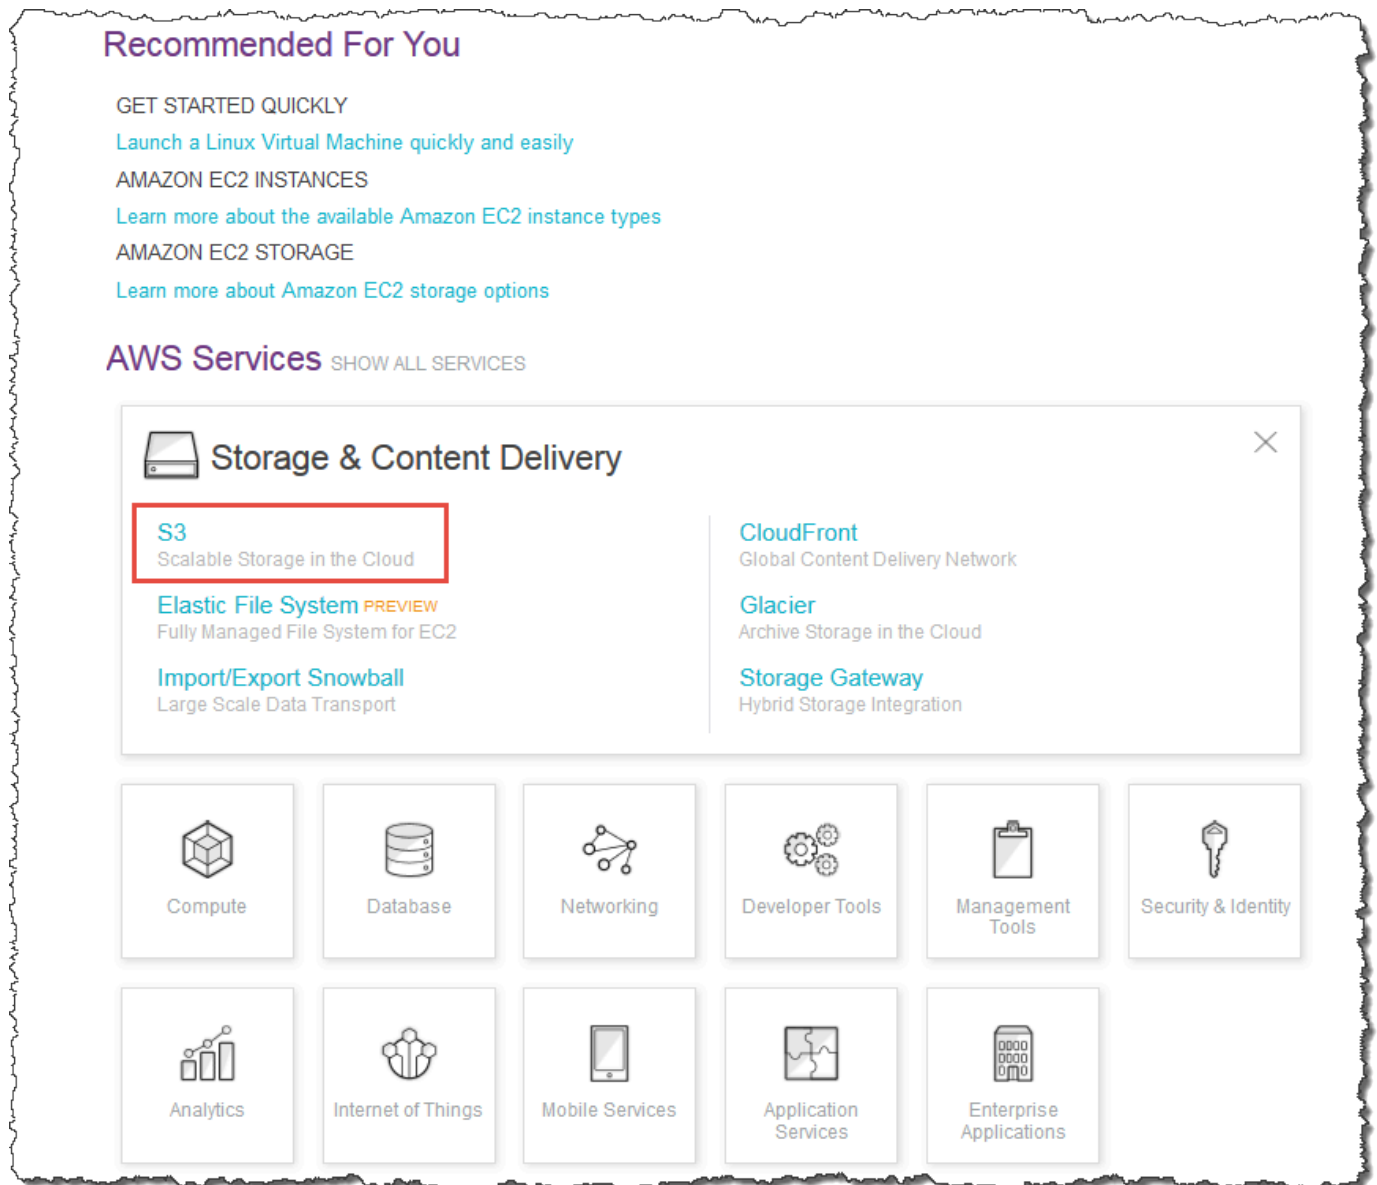 Recommended For You
GET STARTED QUICKLY
Launch a Linux Virtual Machine quickly and easily
AMAZON EC2 INSTANCES
Learn more about the available Amazon EC2 instance types
AMAZON EC2 STORAGE
Learn more about Amazon EC2 storage options
AWS Services SHOW ALL SERVICES
Storage & Content Delivery
S3
Scalable Storage in the Cloud
Elastic File System PREVIEW
Fully Managed File System for EC2
Import/Export Snowball
Large Scale Data Transport
CloudFront
Global Content Delivery Network
Glacier
Archive Storage in the Cloud
Storage Gateway
Hybrid Storage Integration
Compute
Database
Networking
Developer Tools
Management
Tools
Security & Identity
Analytics
Internet of Things
Mobile Services
Application
Services
Enterprise
Applications